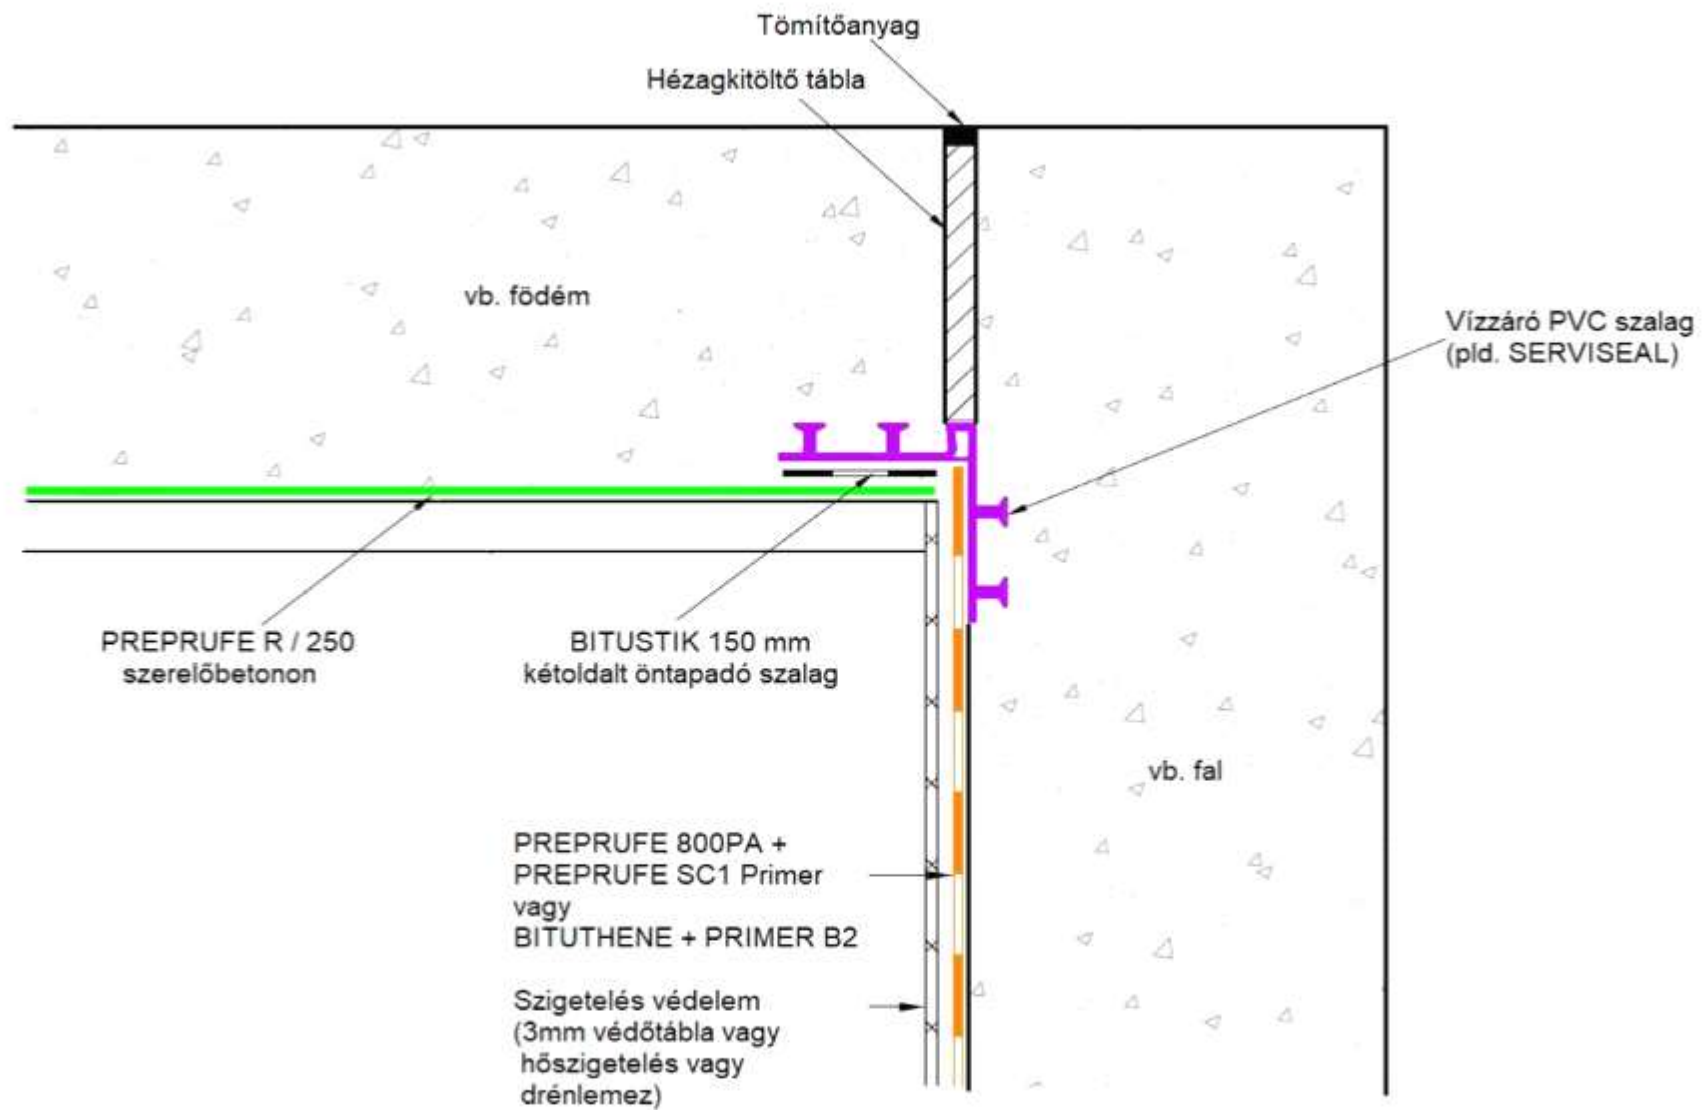 Tömítőanyag
Hézagkitöltő tábla
vb. födém
Vízzáró PVC szalag
(pld. SERVISEAL)
PREPRUFE R / 250
szerelőbetonon
BITUSTIK 150 mm
kétoldalt öntapadó szalag
vb. fal
PREPRUFE 800PA +
PREPRUFE SC1 Primer
vagy
BITUTHENE + PRIMER B2
Szigetelés védelem
(3mm védőtábla vagy
hőszigetelés vagy
drénlemez)